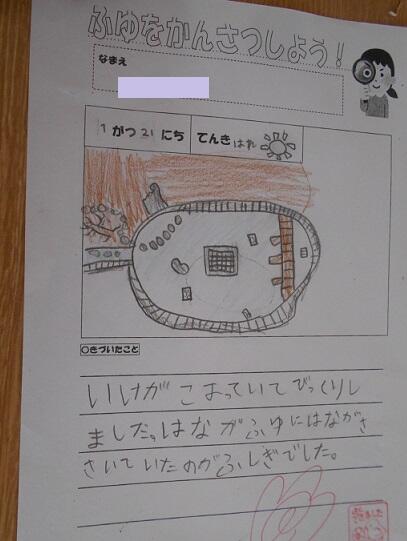 ふゆをかんさつしよう！
なまえ
1 がつ 21 にち
てんき はれ
○きづいたこと
いけが こおっていてびっくりし
ました。はな がふゆにはながさ
さいていたのがふしぎでした。